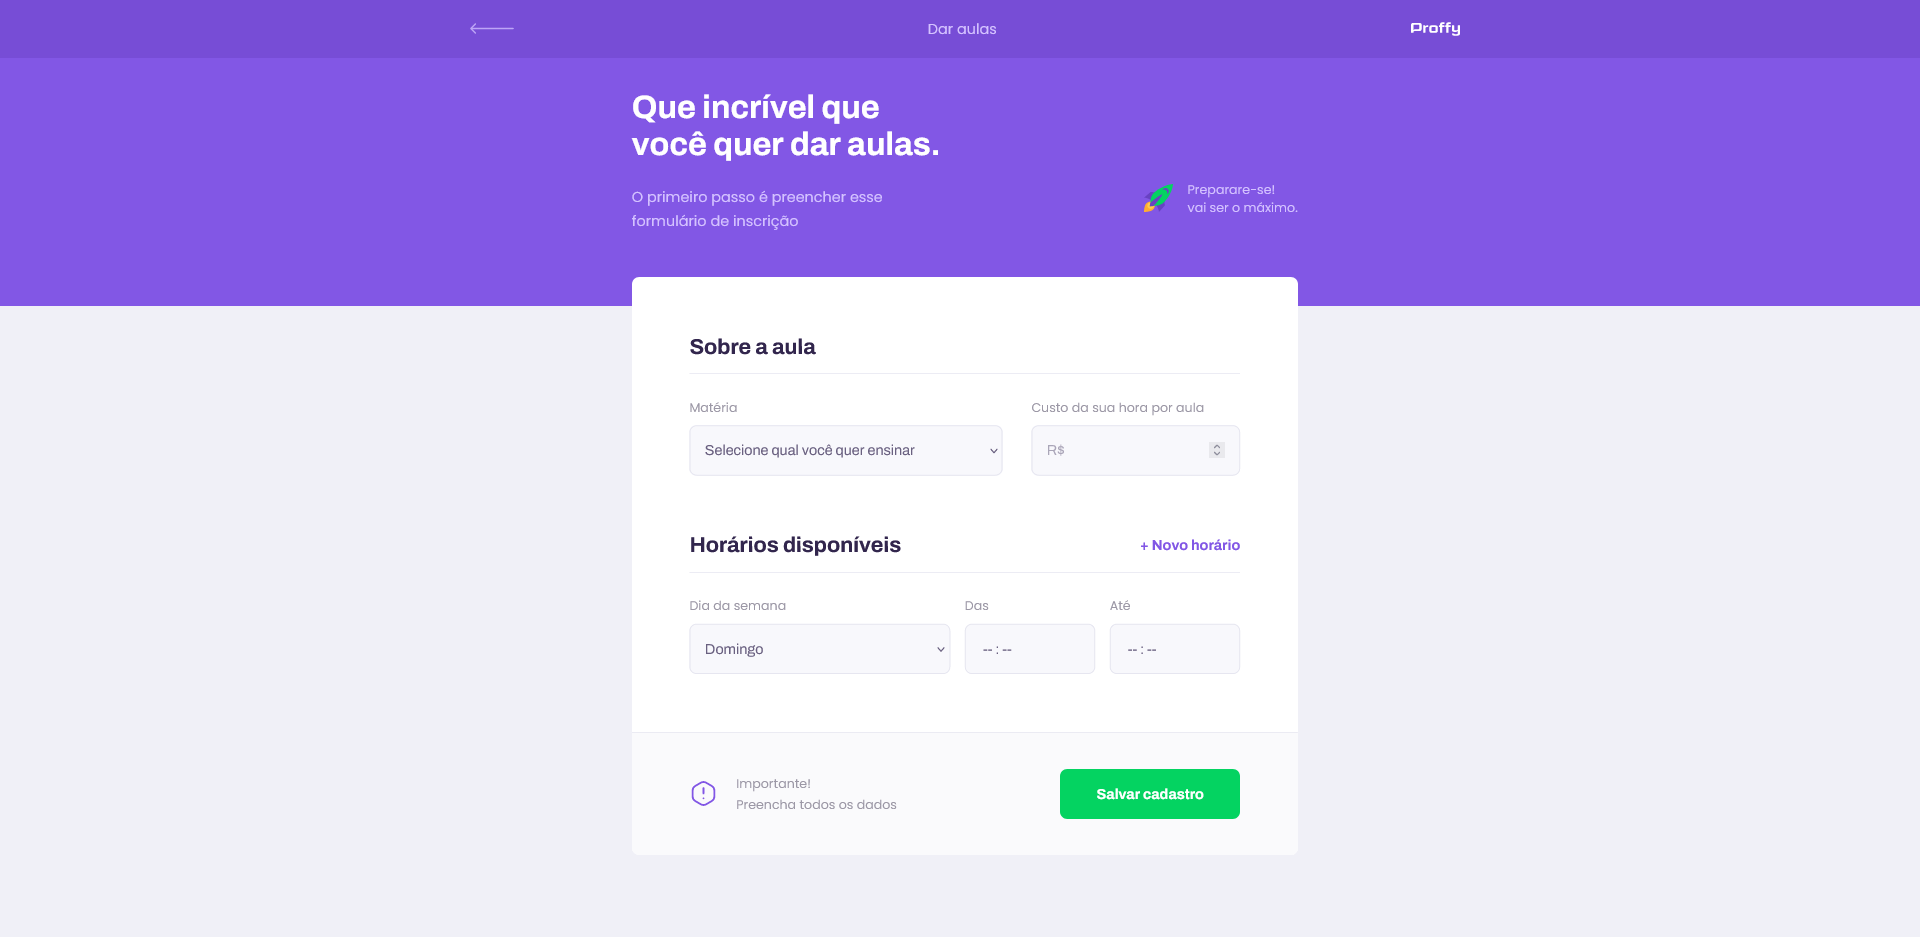 Dar aulas
Proffy
Que incrível que
você quer dar aulas.
O primeiro passo é preencher esse
formulário de inscrição
Preparare-se!
vai ser o máximo.
Sobre a aula
Matéria
Custo da sua hora por aula
Selecione qual você quer ensinar
R$
Horários disponíveis
+ Novo horário
Dia da semana
Das
Até
Domingo
-- : --
-- : --
Importante!
Preencha todos os dados
Salvar cadastro